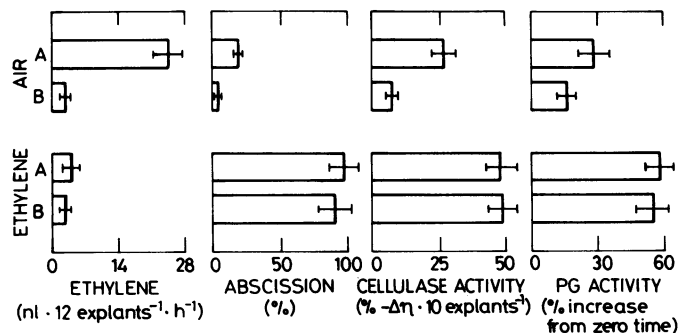 AIR
A
B
ETHYLENE
A
B
0 14 28
0 50 100
0 25 50
0 30 60
ETHYLENE
(nl · 12 explants⁻¹ · h⁻¹)
ABSCISSION
(%)
CELLULASE ACTIVITY
(% -Δη · 10 explants⁻¹)
PG ACTIVITY
(% increase
from zero time)